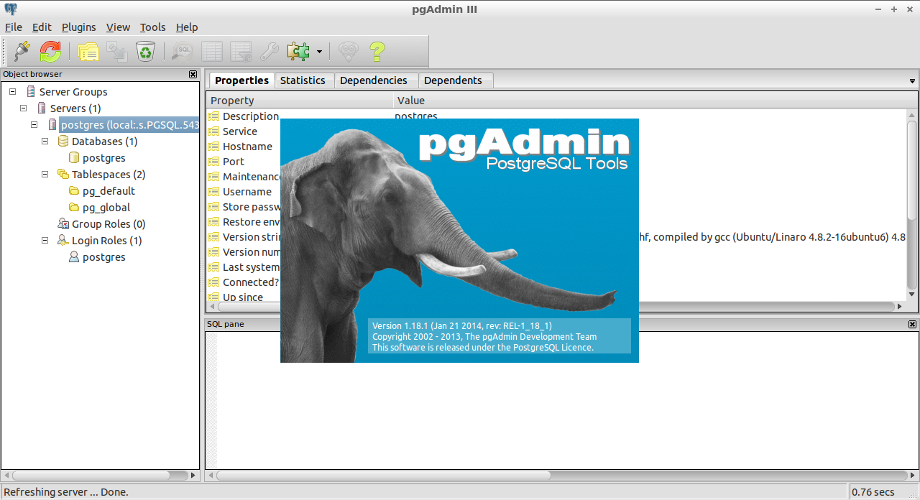 pgAdmin III
File Edit Plugins View Tools Help
Object browser
Server Groups
Servers (1)
postgres (local:.s.PGSQL.543
Databases (1)
postgres
Tablespaces (2)
pg_default
pg_global
Group Roles (0)
Login Roles (1)
postgres
Properties Statistics Dependencies Dependents
Property Value
Description postgres
Service
Hostname
Port
Maintenance
Username
Store passw
Restore env
Version strin hf, compiled by gcc (Ubuntu/Linaro 4.8.2-16ubuntu6) 4.8
Version num
Last system
Connected?
Up since
pgAdmin
PostgreSQL Tools
Version 1.18.1 (Jan 21 2014, rev: REL-1_18_1)
Copyright 2002 - 2013, The pgAdmin Development Team
This software is released under the PostgreSQL Licence.
SQL pane
Refreshing server ... Done. 0.76 secs